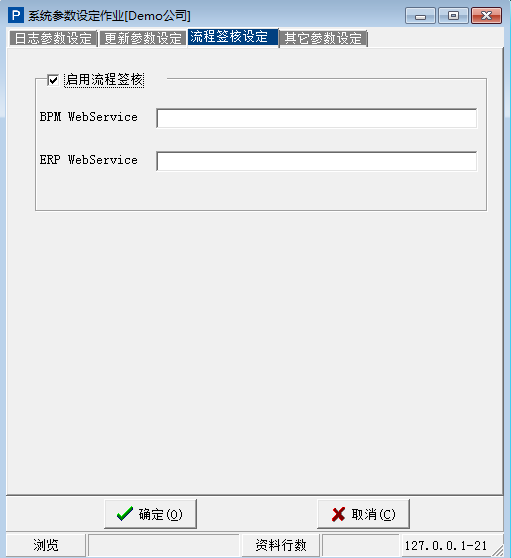 P 系统参数设定作业[Demo公司]
日志参数设定 更新参数设定 流程签核设定 其它参数设定
启用流程签核
BPM WebService
ERP WebService
确定(O) 取消(C)
浏览 资料行数 127.0.0.1-21